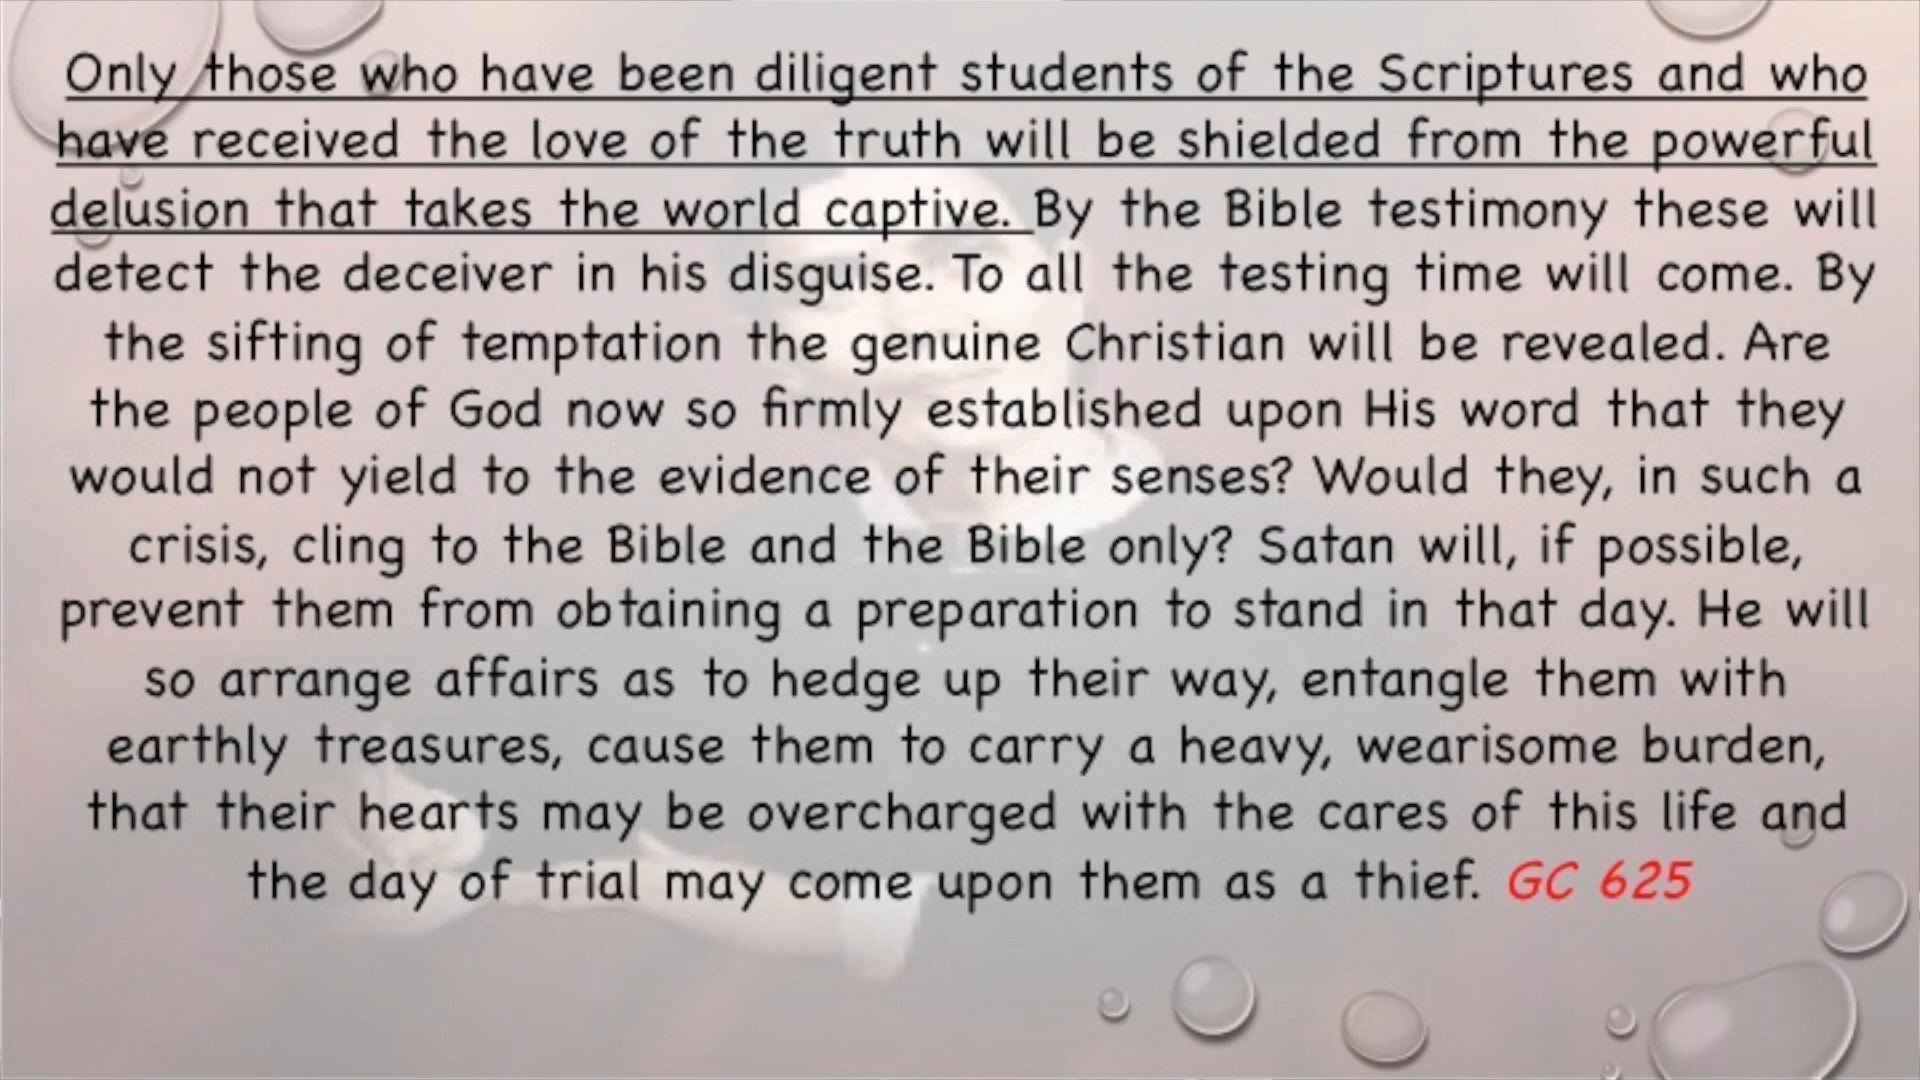 Only those who have been diligent students of the Scriptures and who
have received the love of the truth will be shielded from the powerful
delusion that takes the world captive. By the Bible testimony these will
detect the deceiver in his disguise. To all the testing time will come. By
the sifting of temptation the genuine Christian will be revealed. Are
the people of God now so firmly established upon His word that they
would not yield to the evidence of their senses? Would they, in such a
crisis, cling to the Bible and the Bible only? Satan will, if possible,
prevent them from obtaining a preparation to stand in that day. He will
so arrange affairs as to hedge up their way, entangle them with
earthly treasures, cause them to carry a heavy, wearisome burden,
that their hearts may be overcharged with the cares of this life and
the day of trial may come upon them as a thief. GC 625